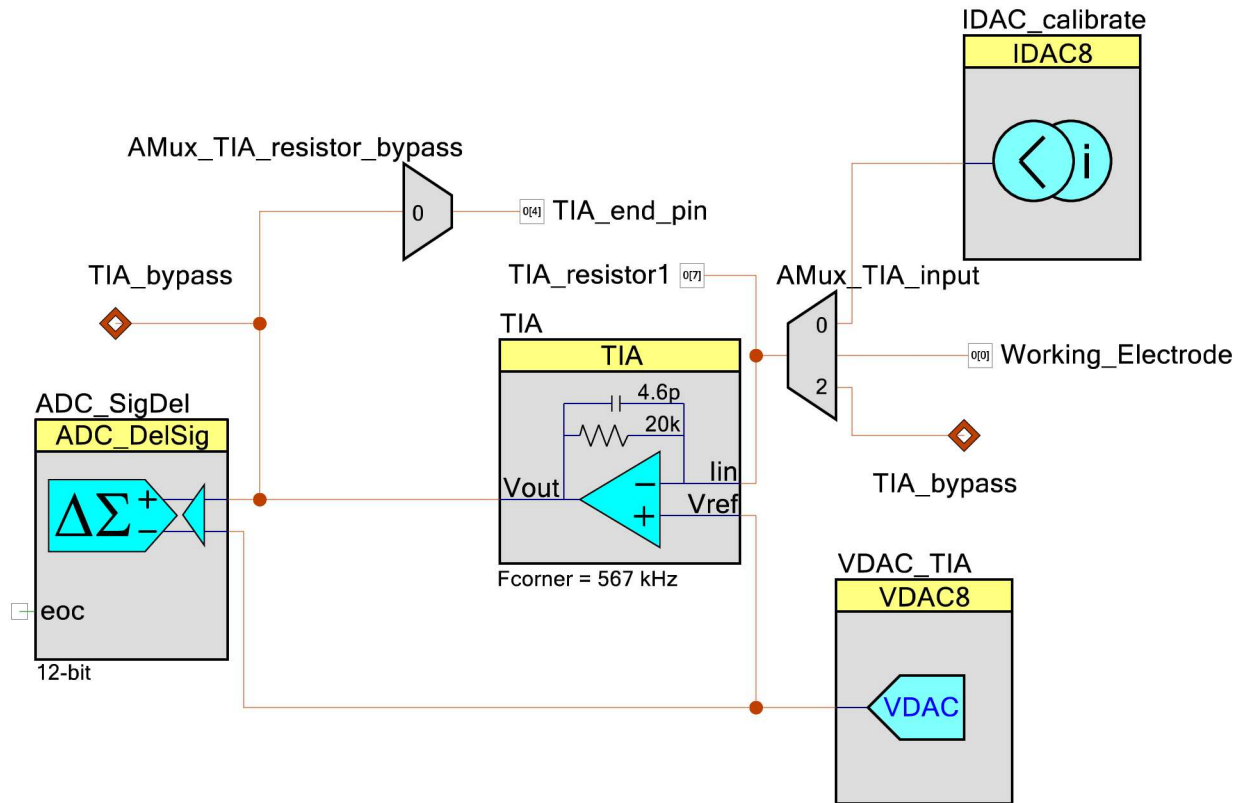 IDAC_calibrate
IDAC8
i
AMux_TIA_resistor_bypass
0
0[4] TIA_end_pin
TIA_bypass
TIA_resistor1 0[7]
AMux_TIA_input
0
2
0[0] Working_Electrode
TIA_bypass
TIA
TIA
4.6p
20k
Iin
Vout
Vref
−
+
Fcorner = 567 kHz
ADC_SigDel
ADC_DelSig
ΔΣ
+
−
eoc
12-bit
VDAC_TIA
VDAC8
VDAC